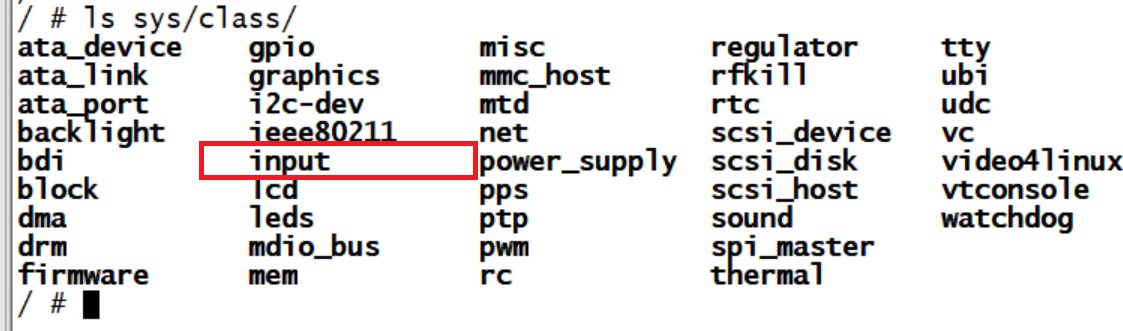 / # ls sys/class/
ata_device gpio misc regulator tty
ata_link graphics mmc_host rfkill ubi
ata_port i2c-dev mtd rtc udc
backlight ieee80211 net scsi_device vc
bdi input power_supply scsi_disk video4linux
block lcd pps scsi_host vtconsole
dma leds ptp sound watchdog
drm mdio_bus pwm spi_master
firmware mem rc thermal
/ #